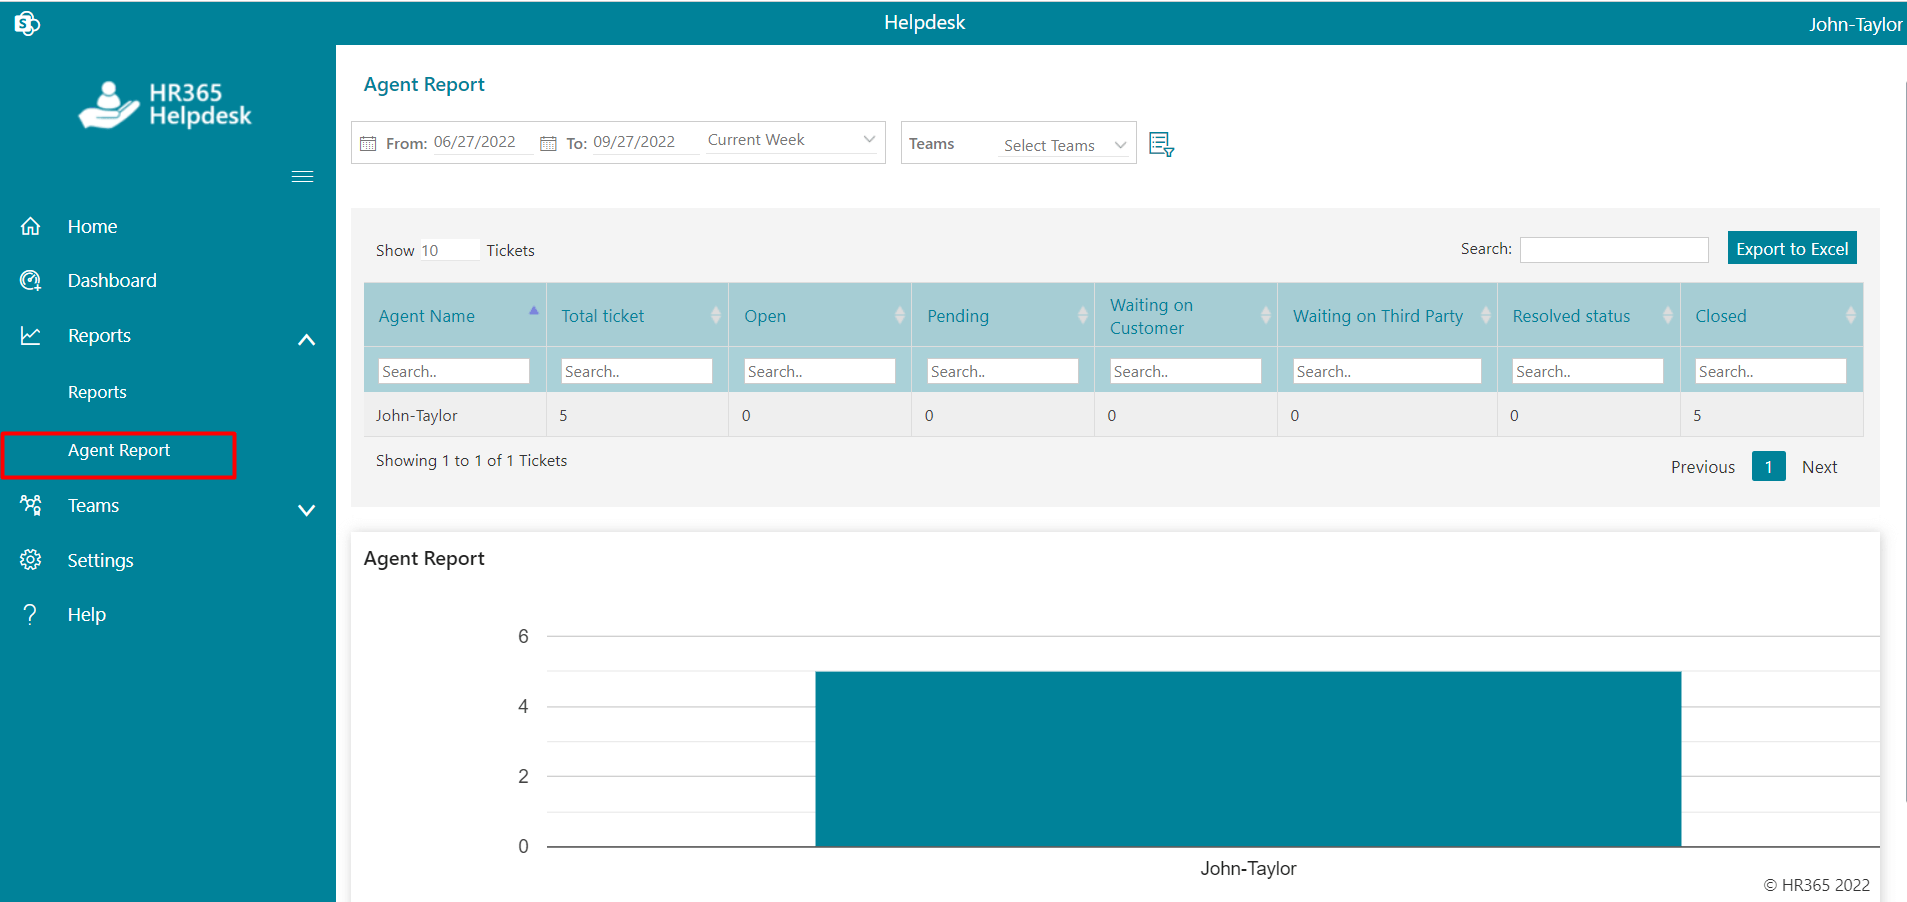 Helpdesk
John-Taylor
HR365
Helpdesk
Home
Dashboard
Reports
Reports
Agent Report
Teams
Settings
Help
Agent Report
From: 06/27/2022 To: 09/27/2022 Current Week
Teams Select Teams
Show 10 Tickets
Search:
Export to Excel
Agent Name Total ticket Open Pending Waiting on Customer Waiting on Third Party Resolved status Closed
Search.. Search.. Search.. Search.. Search.. Search.. Search.. Search..
John-Taylor 5 0 0 0 0 0 5
Showing 1 to 1 of 1 Tickets
Previous 1 Next
Agent Report
6
4
2
0
John-Taylor
© HR365 2022